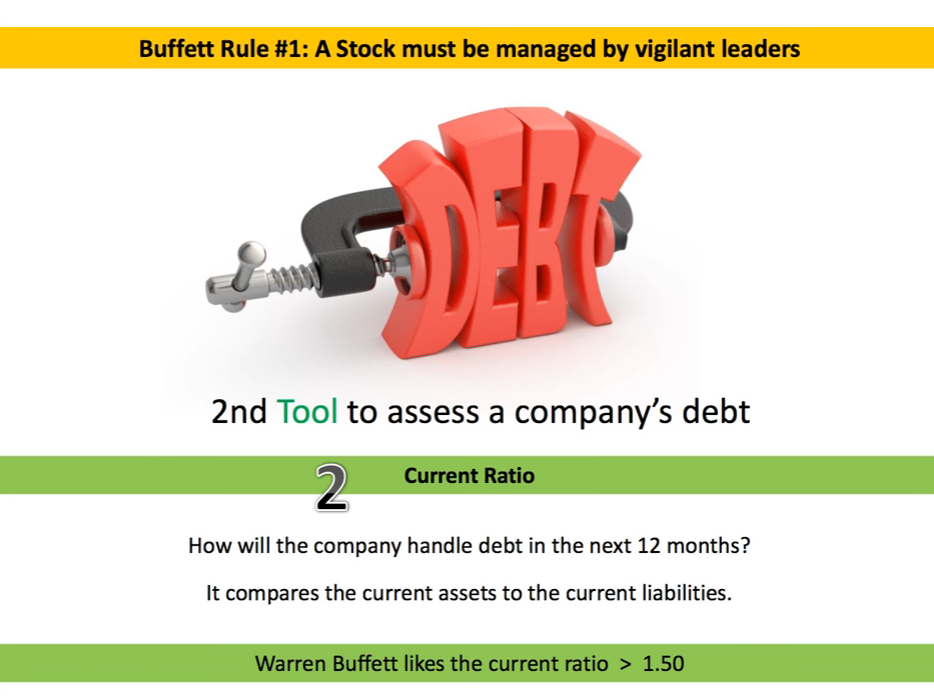 Buffett Rule #1: A Stock must be managed by vigilant leaders
DEBT
2nd Tool to assess a company’s debt
2 Current Ratio
How will the company handle debt in the next 12 months?
It compares the current assets to the current liabilities.
Warren Buffett likes the current ratio > 1.50